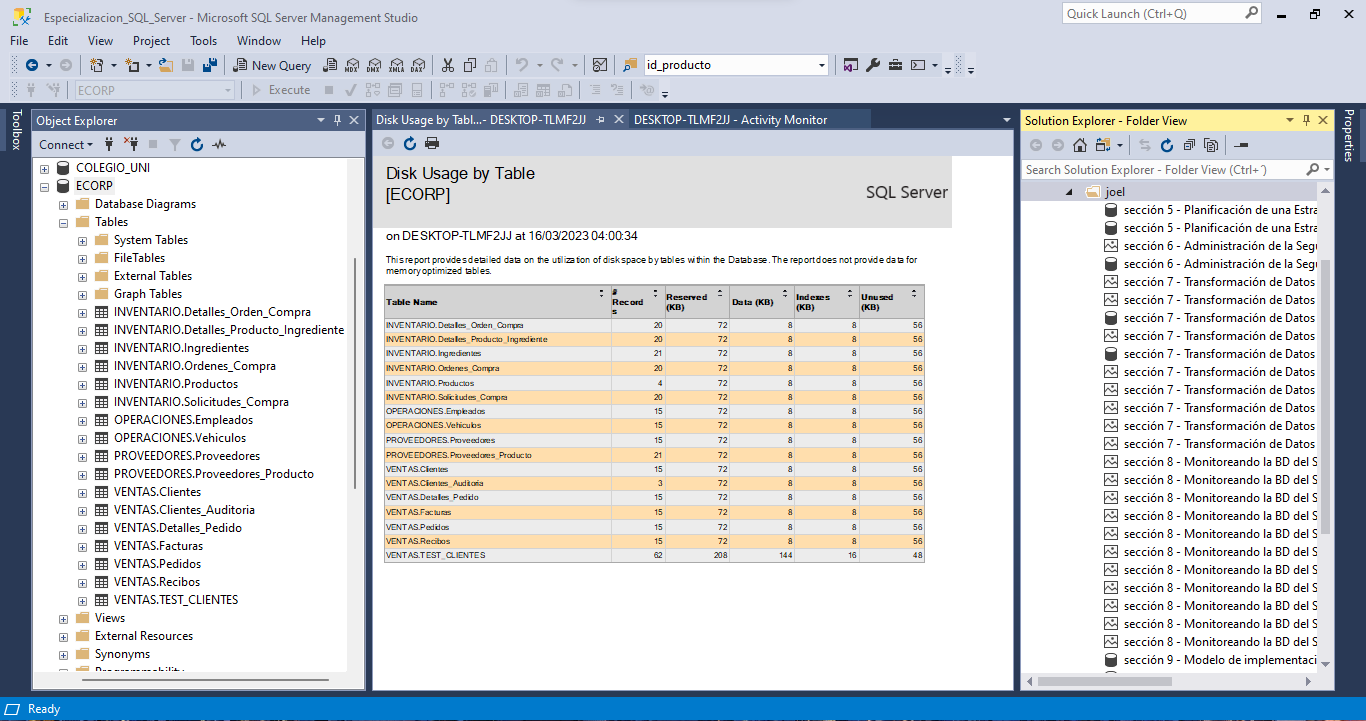 Especializacion_SQL_Server - Microsoft SQL Server Management Studio
Quick Launch (Ctrl+Q)
File Edit View Project Tools Window Help
New Query
MDX DMX XMLA DAX
id_producto
ECORP
Execute
Toolbox
Object Explorer
Connect
COLEGIO_UNI
ECORP
Database Diagrams
Tables
System Tables
FileTables
External Tables
Graph Tables
INVENTARIO.Detalles_Orden_Compra
INVENTARIO.Detalles_Producto_Ingrediente
INVENTARIO.Ingredientes
INVENTARIO.Ordenes_Compra
INVENTARIO.Productos
INVENTARIO.Solicitudes_Compra
OPERACIONES.Empleados
OPERACIONES.Vehiculos
PROVEEDORES.Proveedores
PROVEEDORES.Proveedores_Producto
VENTAS.Clientes
VENTAS.Clientes_Auditoria
VENTAS.Detalles_Pedido
VENTAS.Facturas
VENTAS.Pedidos
VENTAS.Recibos
VENTAS.TEST_CLIENTES
Views
External Resources
Synonyms
Programmability
Disk Usage by Tabl...- DESKTOP-TLMF2JJ
DESKTOP-TLMF2JJ - Activity Monitor
Disk Usage by Table
[ECORP]
SQL Server
on DESKTOP-TLMF2JJ at 16/03/2023 04:00:34
This report provides detailed data on the utilization of disk space by tables within the Database. The report does not provide data for
memory optimized tables.
Table Name # Records Reserved (KB) Data (KB) Indexes (KB) Unused (KB)
INVENTARIO.Detalles_Orden_Compra 20 72 8 8 56
INVENTARIO.Detalles_Producto_Ingrediente 20 72 8 8 56
INVENTARIO.Ingredientes 21 72 8 8 56
INVENTARIO.Ordenes_Compra 20 72 8 8 56
INVENTARIO.Productos 4 72 8 8 56
INVENTARIO.Solicitudes_Compra 20 72 8 8 56
OPERACIONES.Empleados 15 72 8 8 56
OPERACIONES.Vehiculos 15 72 8 8 56
PROVEEDORES.Proveedores 15 72 8 8 56
PROVEEDORES.Proveedores_Producto 21 72 8 8 56
VENTAS.Clientes 15 72 8 8 56
VENTAS.Clientes_Auditoria 3 72 8 8 56
VENTAS.Detalles_Pedido 15 72 8 8 56
VENTAS.Facturas 15 72 8 8 56
VENTAS.Pedidos 15 72 8 8 56
VENTAS.Recibos 15 72 8 8 56
VENTAS.TEST_CLIENTES 62 208 144 16 48
Solution Explorer - Folder View
Search Solution Explorer - Folder View (Ctrl+´)
joel
sección 5 - Planificación de una Estra
sección 5 - Planificación de una Estra
sección 6 - Administración de la Segu
sección 6 - Administración de la Segu
sección 7 - Transformación de Datos
sección 7 - Transformación de Datos
sección 7 - Transformación de Datos
sección 7 - Transformación de Datos
sección 7 - Transformación de Datos
sección 7 - Transformación de Datos
sección 7 - Transformación de Datos
sección 7 - Transformación de Datos
sección 7 - Transformación de Datos
sección 7 - Transformación de Datos
sección 8 - Monitoreando la BD del S
sección 8 - Monitoreando la BD del S
sección 8 - Monitoreando la BD del S
sección 8 - Monitoreando la BD del S
sección 8 - Monitoreando la BD del S
sección 8 - Monitoreando la BD del S
sección 8 - Monitoreando la BD del S
sección 8 - Monitoreando la BD del S
sección 8 - Monitoreando la BD del S
sección 8 - Monitoreando la BD del S
sección 8 - Monitoreando la BD del S
sección 9 - Modelo de implementaci
Properties
Ready